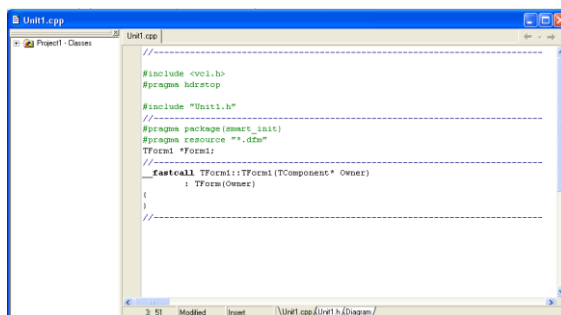 Unit1.cpp
Project1 - Classes
Unit1.cpp
//---------------------------------------------------------------------------
#include <vcl.h>
#pragma hdrstop
#include "Unit1.h"
//---------------------------------------------------------------------------
#pragma package(smart_init)
#pragma resource "*.dfm"
TForm1 *Form1;
//---------------------------------------------------------------------------
__fastcall TForm1::TForm1(TComponent* Owner)
: TForm(Owner)
{
}
//---------------------------------------------------------------------------
3: 51 Modified Insert \Unit1.cpp/Unit1.h/Diagram/